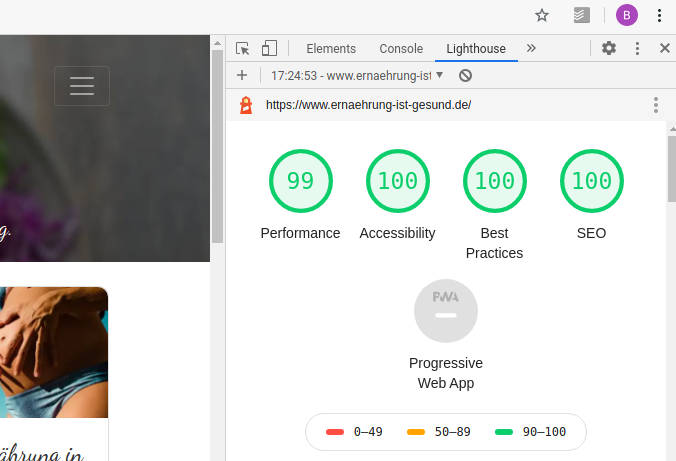 B
Elements Console Lighthouse »
17:24:53 - www.ernaehrung-ist
https://www.ernaehrung-ist-gesund.de/
99 100 100 100
Performance Accessibility Best Practices SEO
g.
PWA
Progressive
Web App
0–49 50–89 90–100
ährung in